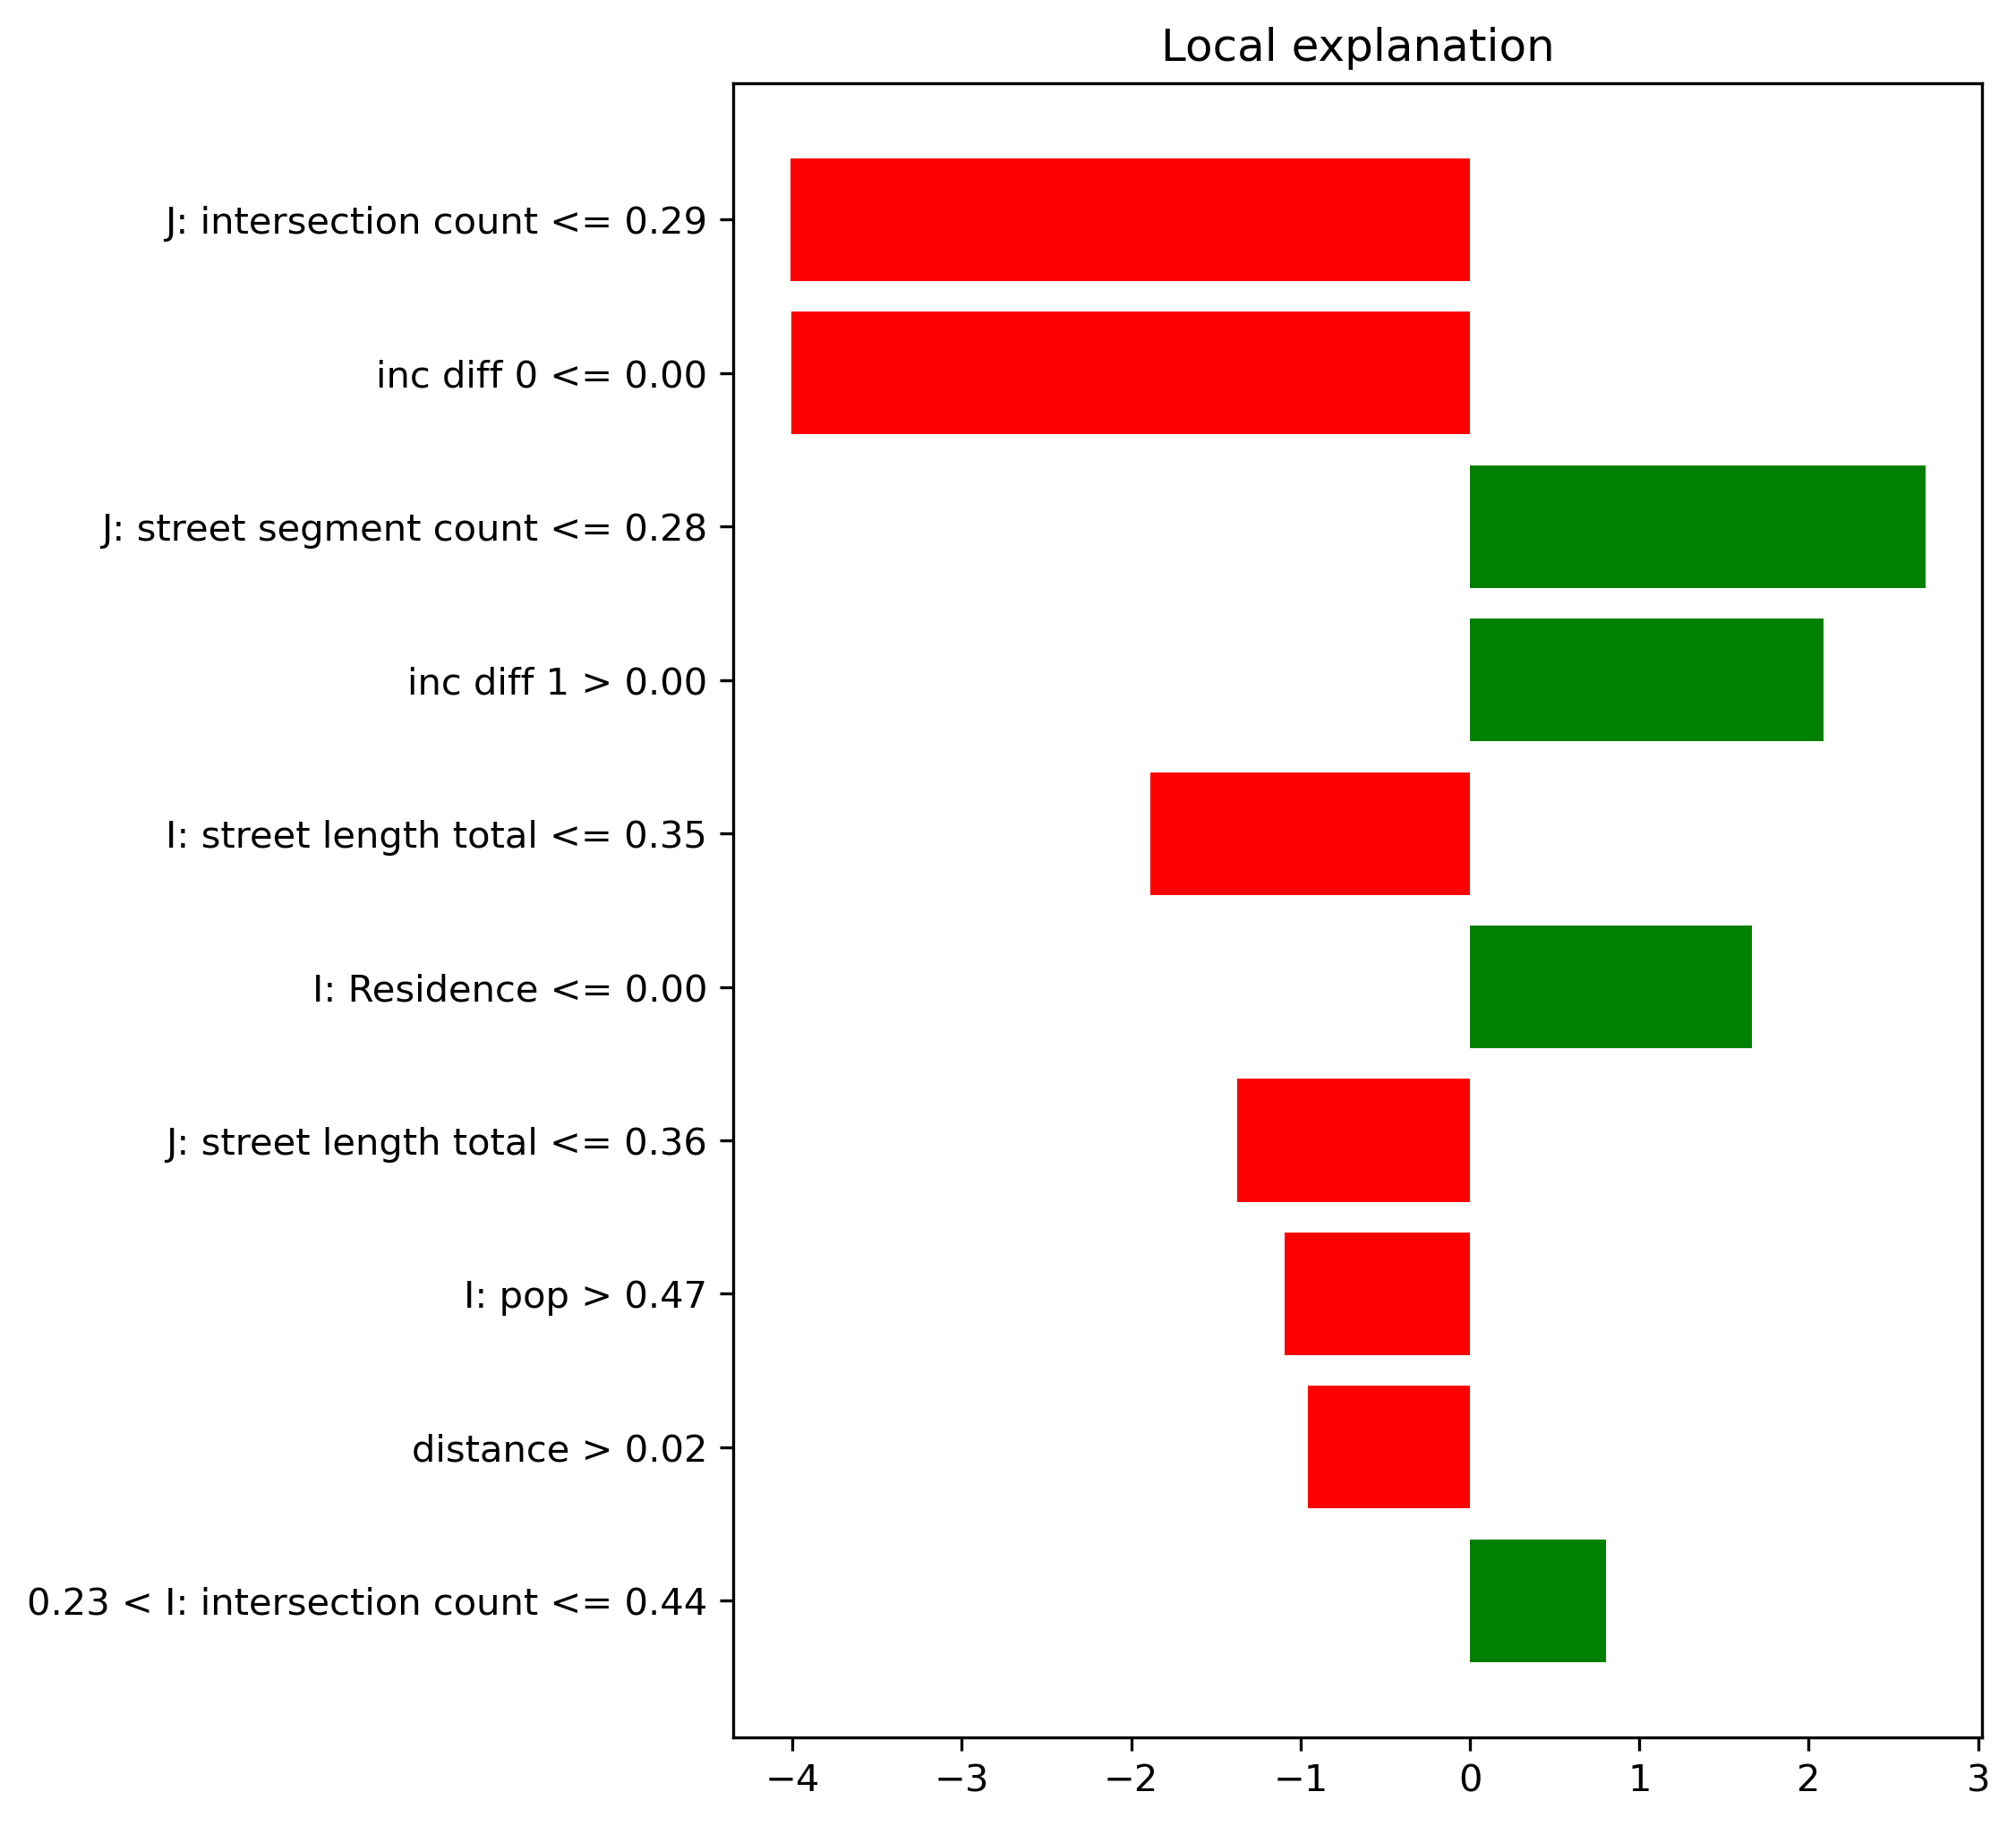 Local explanation
J: intersection count <= 0.29
inc diff 0 <= 0.00
J: street segment count <= 0.28
inc diff 1 > 0.00
I: street length total <= 0.35
I: Residence <= 0.00
J: street length total <= 0.36
I: pop > 0.47
distance > 0.02
0.23 < I: intersection count <= 0.44
−4 −3 −2 −1 0 1 2 3